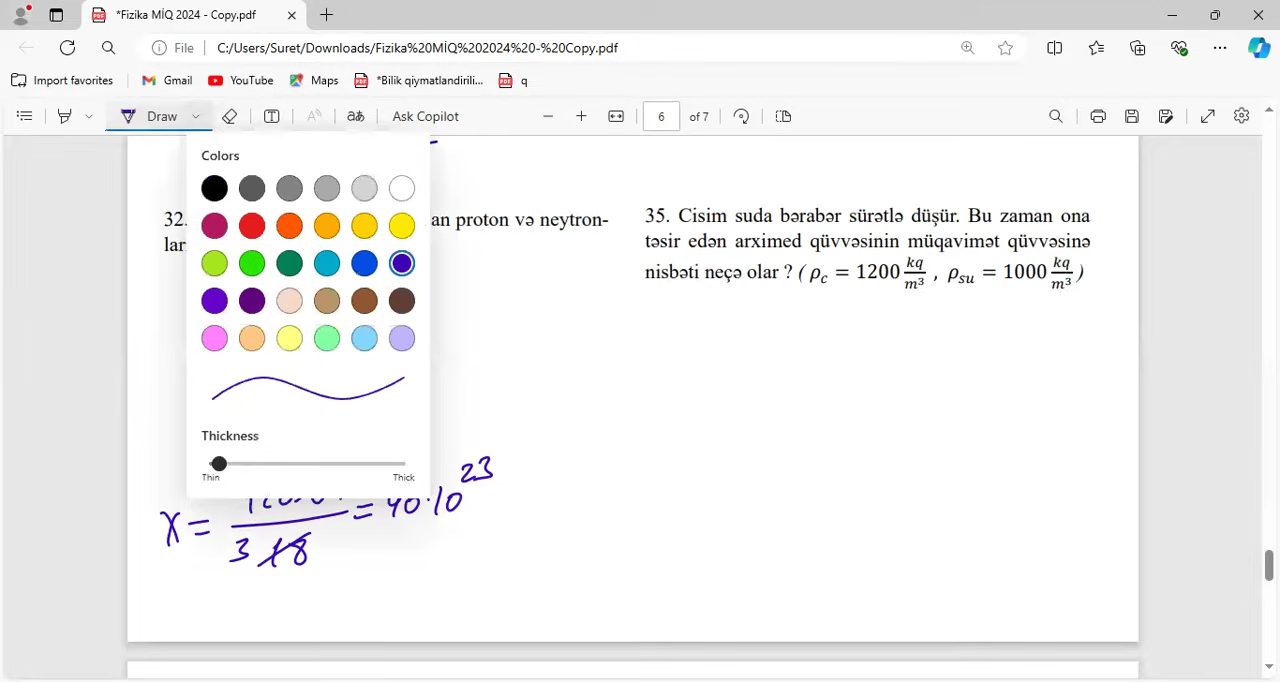 *Fizika MİQ 2024 - Copy.pdf
File C:/Users/Suret/Downloads/Fizika%20MİQ%202024%20-%20Copy.pdf
Import favorites Gmail YouTube Maps *Bilik qiymatlandirili... q
Draw aあ Ask Copilot 6 of 7
Colors
Thickness
Thin Thick
32.
an proton və neytron-
lar
X = 3 18 = 40·10^23
35. Cisim suda bərabər sürətlə düşür. Bu zaman ona
təsir edən arximed qüvvəsinin müqavimət qüvvəsinə
nisbəti neçə olar ? ( ρc = 1200 kq/m³ , ρsu = 1000 kq/m³ )